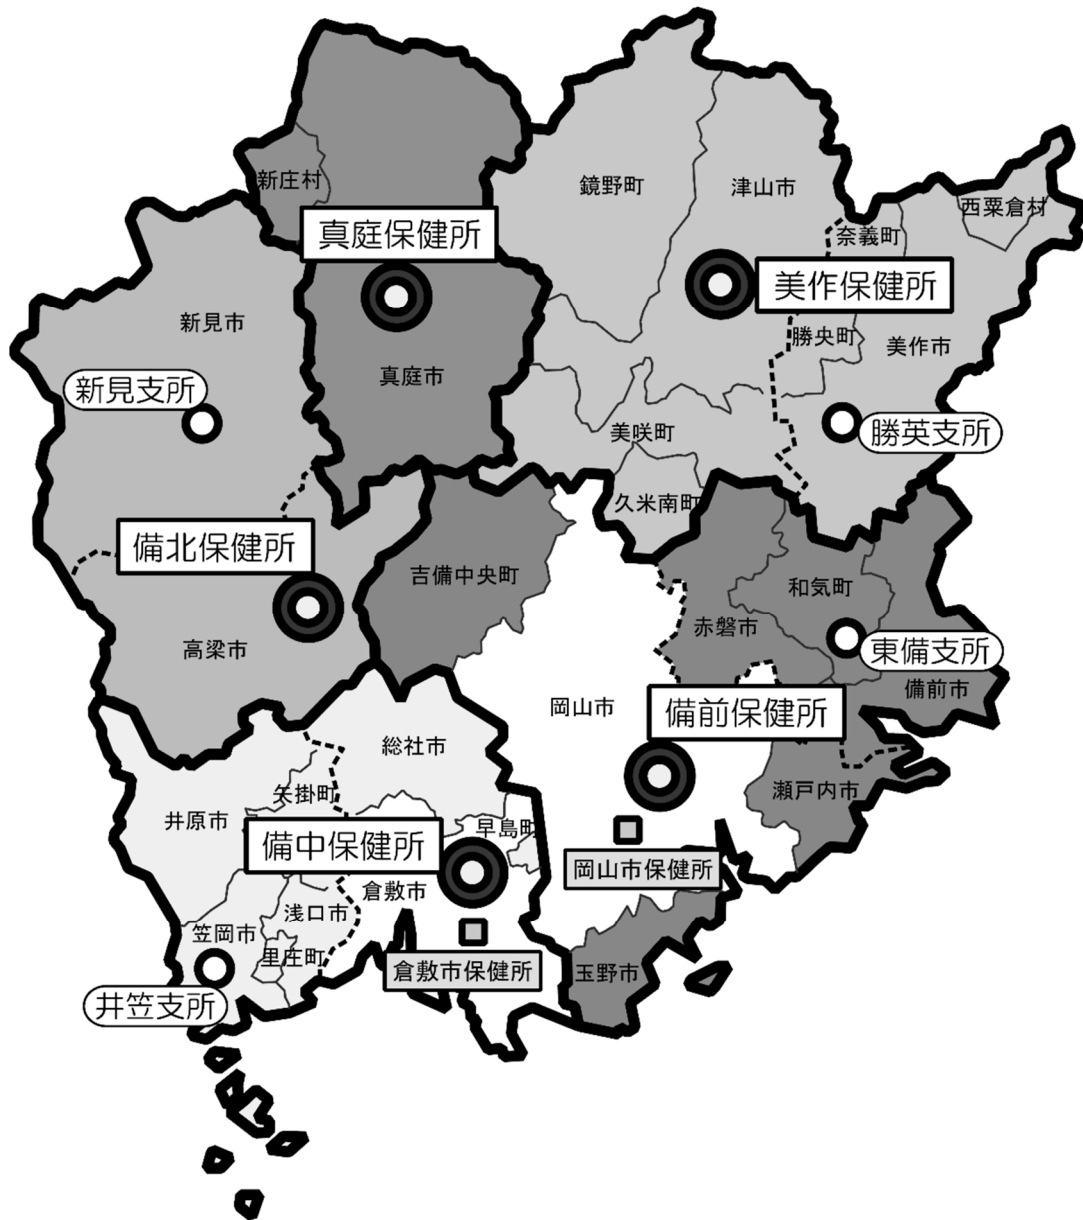 鏡野町
津山市
新庄村
西粟倉村
真庭保健所
奈義町
美作保健所
新見市
勝央町
美作市
真庭市
新見支所
美咲町
勝英支所
久米南町
備北保健所
吉備中央町
和気町
赤磐市
高梁市
東備支所
備前市
岡山市
備前保健所
総社市
矢掛町
瀬戸内市
井原市
早島町
備中保健所
岡山市保健所
倉敷市
浅口市
笠岡市
里庄町
倉敷市保健所
玉野市
井笠支所